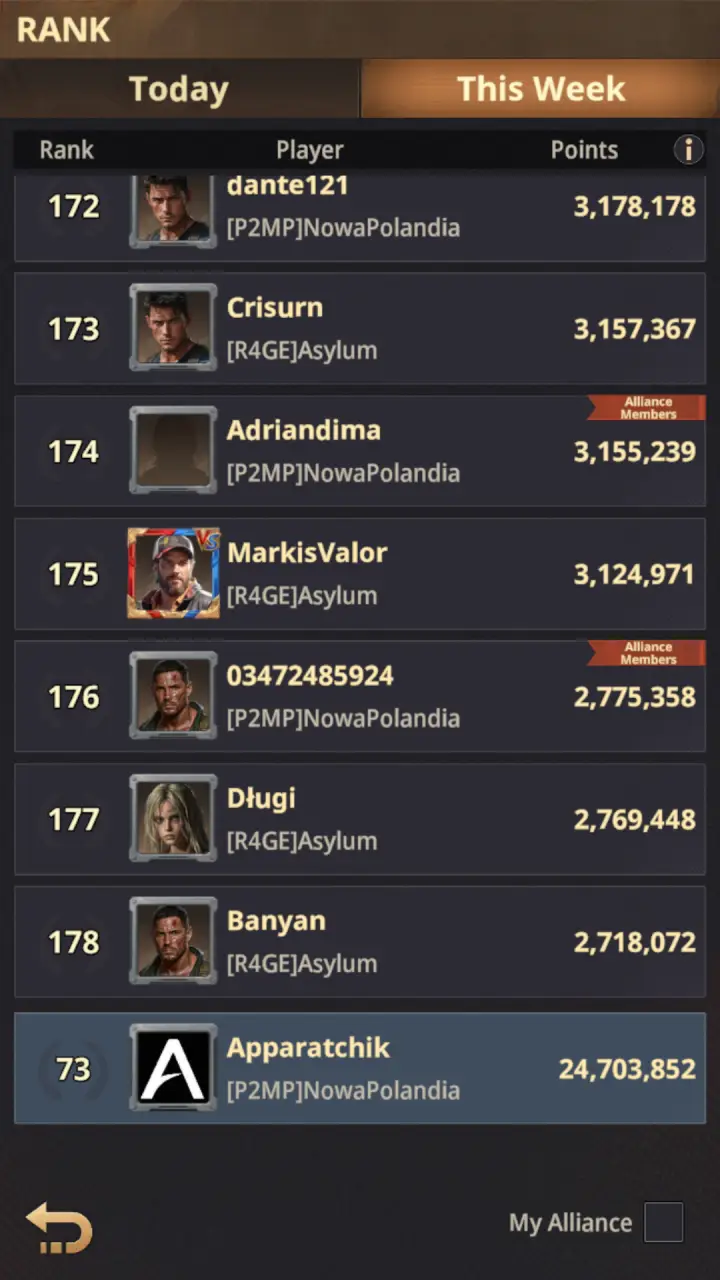 RANK
Today
This Week
Rank
Player
Points
i
172
dante121
[P2MP]NowaPolandia
3,178,178
173
Crisurn
[R4GE]Asylum
3,157,367
Alliance
Members
174
Adriandima
[P2MP]NowaPolandia
3,155,239
175
VS
MarkisValor
[R4GE]Asylum
3,124,971
Alliance
Members
176
03472485924
[P2MP]NowaPolandia
2,775,358
177
Długi
[R4GE]Asylum
2,769,448
178
Banyan
[R4GE]Asylum
2,718,072
73
A
Apparatchik
[P2MP]NowaPolandia
24,703,852
My Alliance